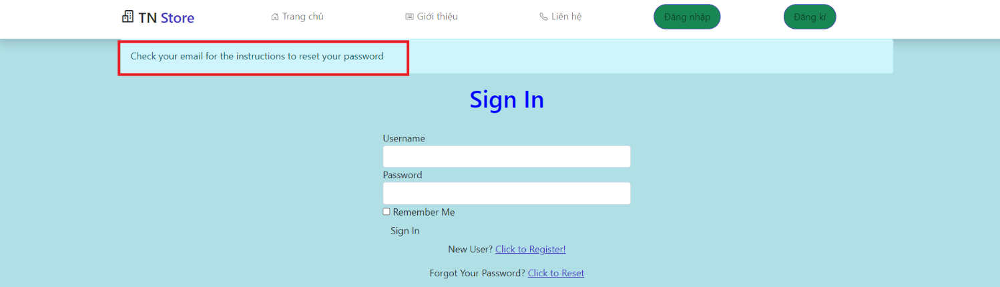 TN Store
Trang chủ
Giới thiệu
Liên hệ
Đăng nhập
Đăng kí
Check your email for the instructions to reset your password
Sign In
Username
Password
Remember Me
Sign In
New User? Click to Register!
Forgot Your Password? Click to Reset